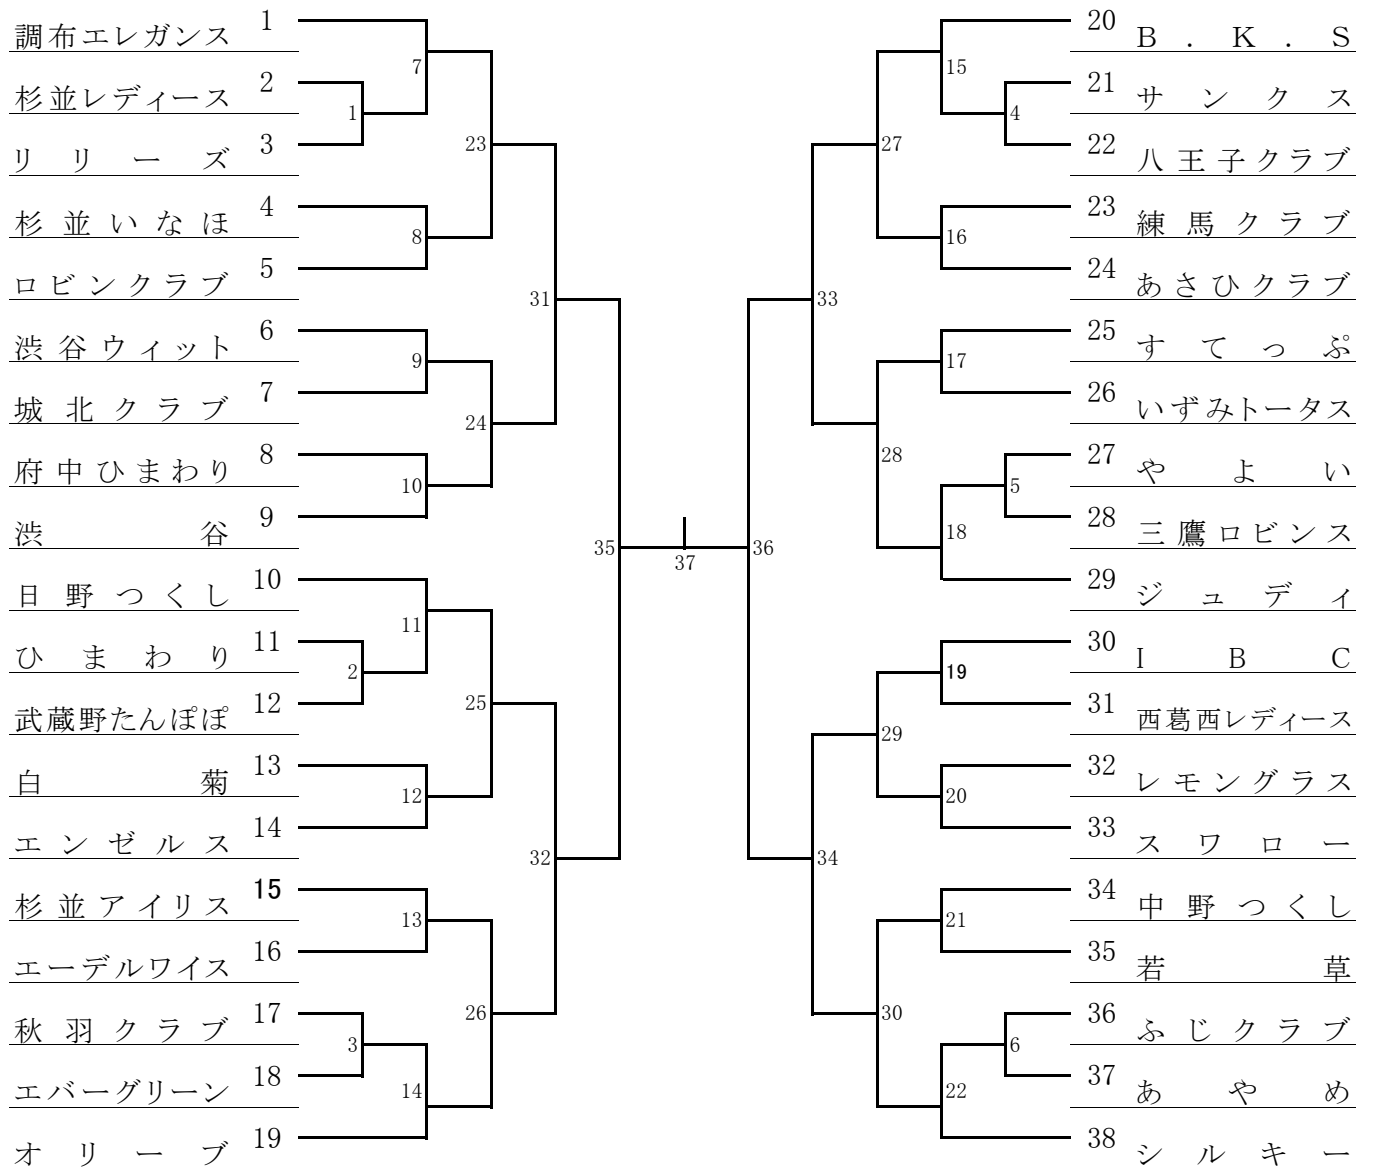 調布エレガンス 1
杉並レディース 2
リリーズ 3
杉並いなほ 4
ロビンクラブ 5
渋谷ウィット 6
城北クラブ 7
府中ひまわり 8
渋谷 9
日野つくし 10
ひまわり 11
武蔵野たんぽぽ 12
白菊 13
エンゼルス 14
杉並アイリス 15
エーデルワイス 16
秋羽クラブ 17
エバーグリーン 18
オリーブ 19
1
2
3
7
8
9
10
11
12
13
14
23
24
25
26
31
32
35
37
36
33
34
27
28
29
30
15
16
17
18
19
20
21
22
4
5
6
20 B.K.S
21 サンクス
22 八王子クラブ
23 練馬クラブ
24 あさひクラブ
25 すてっぷ
26 いずみトータス
27 やよい
28 三鷹ロビンス
29 ジュディ
30 IBC
31 西葛西レディース
32 レモングラス
33 スワロー
34 中野つくし
35 若草
36 ふじクラブ
37 あやめ
38 シルキー